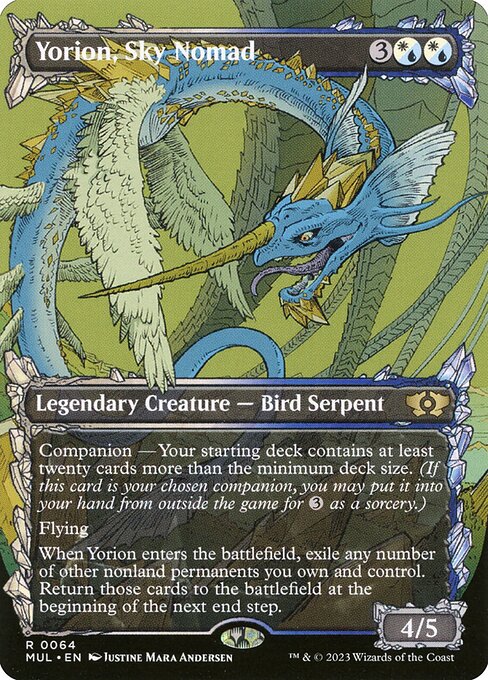 Yorion, Sky Nomad 3
Legendary Creature — Bird Serpent
Companion — Your starting deck contains at least
twenty cards more than the minimum deck size. (If
this card is your chosen companion, you may put it into
your hand from outside the game for 3 as a sorcery.)
Flying
When Yorion enters the battlefield, exile any number
of other nonland permanents you own and control.
Return those cards to the battlefield at the
beginning of the next end step.
4/5
R 0064
MUL • EN Justine Mara Andersen
™ & © 2023 Wizards of the Coast